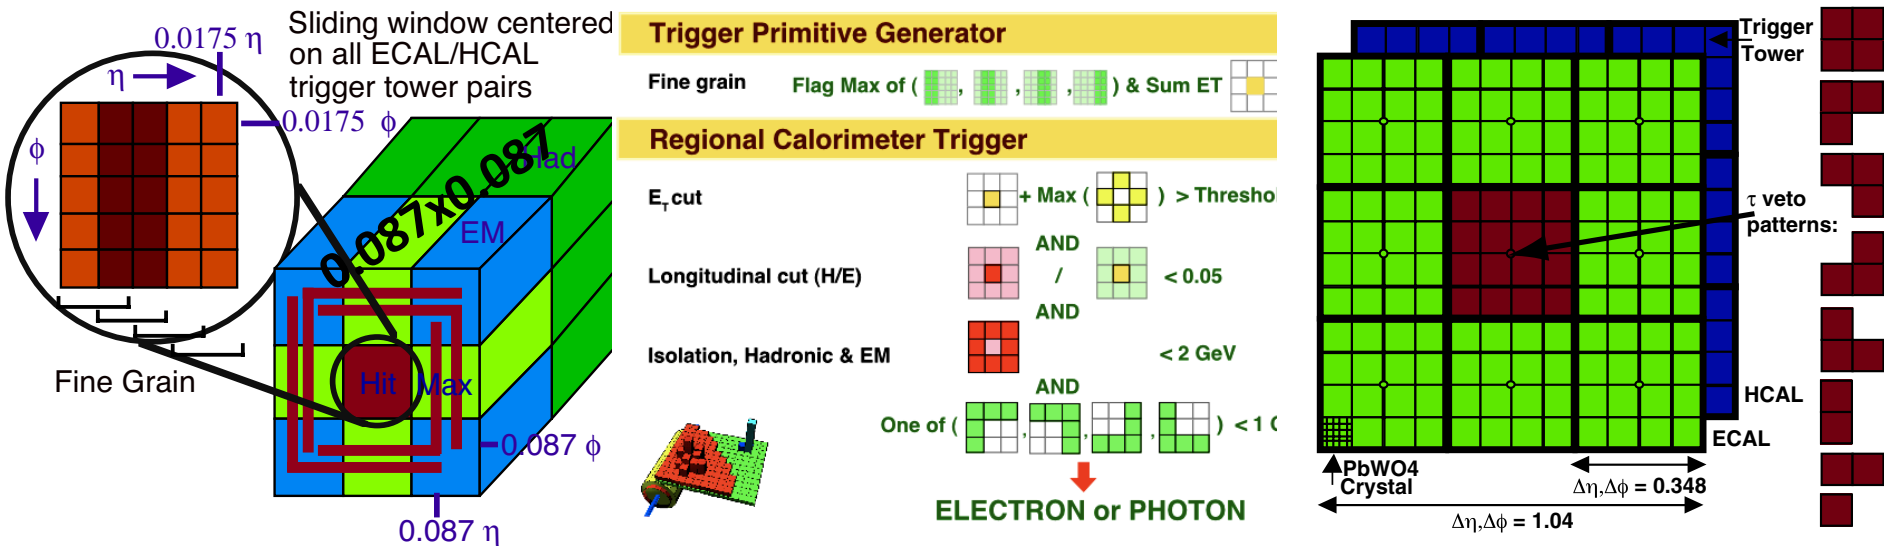 Sliding window centered
on all ECAL/HCAL
trigger tower pairs
0.0175 η
η
0.0175 ϕ
ϕ
Had
0.087x0.087
EM
Hit Max
Fine Grain
0.087 ϕ
0.087 η
Trigger Primitive Generator
Fine grain Flag Max of ( , , , ) & Sum ET
Regional Calorimeter Trigger
ET cut + Max ( ) > Thresho
AND
Longitudinal cut (H/E) / < 0.05
AND
Isolation, Hadronic & EM < 2 GeV
AND
One of ( , , , ) < 1
ELECTRON or PHOTON
Trigger
Tower
τ veto
patterns:
HCAL
ECAL
PbWO4
Crystal
Δη,Δϕ = 0.348
Δη,Δϕ = 1.04